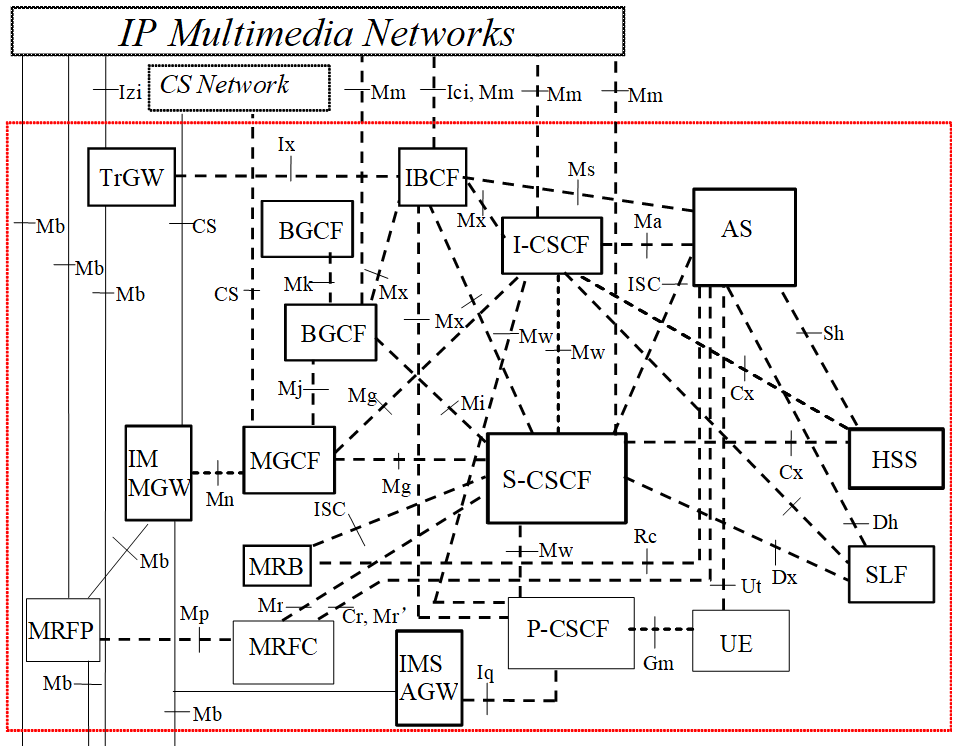 IP Multimedia Networks
CS Network
Izi
Mm
Ici, Mm
Mm
Mm
Ix
TrGW
IBCF
Ms
Mx
AS
Mb
CS
BGCF
I-CSCF
Ma
Mb
Mb
CS
Mk
Mx
ISC
BGCF
Mx
Mw
Mw
Sh
Mj
Mg
Mi
Cx
IM
MGW
MGCF
S-CSCF
HSS
Mn
Mg
Cx
ISC
Dh
Rc
Mb
Mw
MRB
Dx
SLF
Ut
Mr
Cr, Mr’
Mp
MRFP
MRFC
P-CSCF
UE
IMS
AGW
Gm
Iq
Mb
Mb